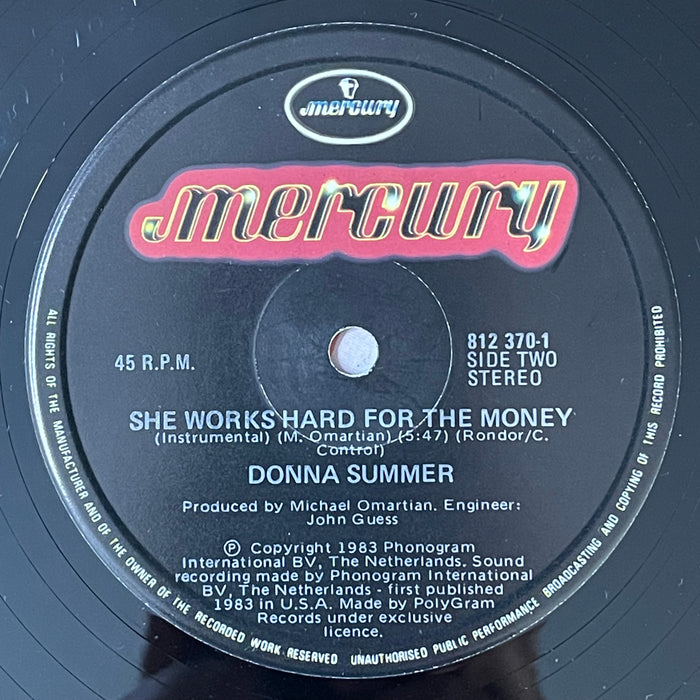 mercury
mercury
45 R.P.M.
812 370-1
SIDE TWO
STEREO
SHE WORKS HARD FOR THE MONEY
(Instrumental) (M. Omartian) (5:47) (Rondor/C.
Control)
DONNA SUMMER
Produced by Michael Omartian. Engineer:
John Guess
Ⓟ Copyright 1983 Phonogram
International BV, The Netherlands. Sound
recording made by Phonogram International
BV, The Netherlands - first published
1983 in U.S.A. Made by PolyGram
Records under exclusive
licence.
ALL RIGHTS OF THE MANUFACTURER AND OF THE OWNER OF THE RECORDED WORK RESERVED UNAUTHORISED PUBLIC PERFORMANCE BROADCASTING AND COPYING OF THIS RECORD PROHIBITED